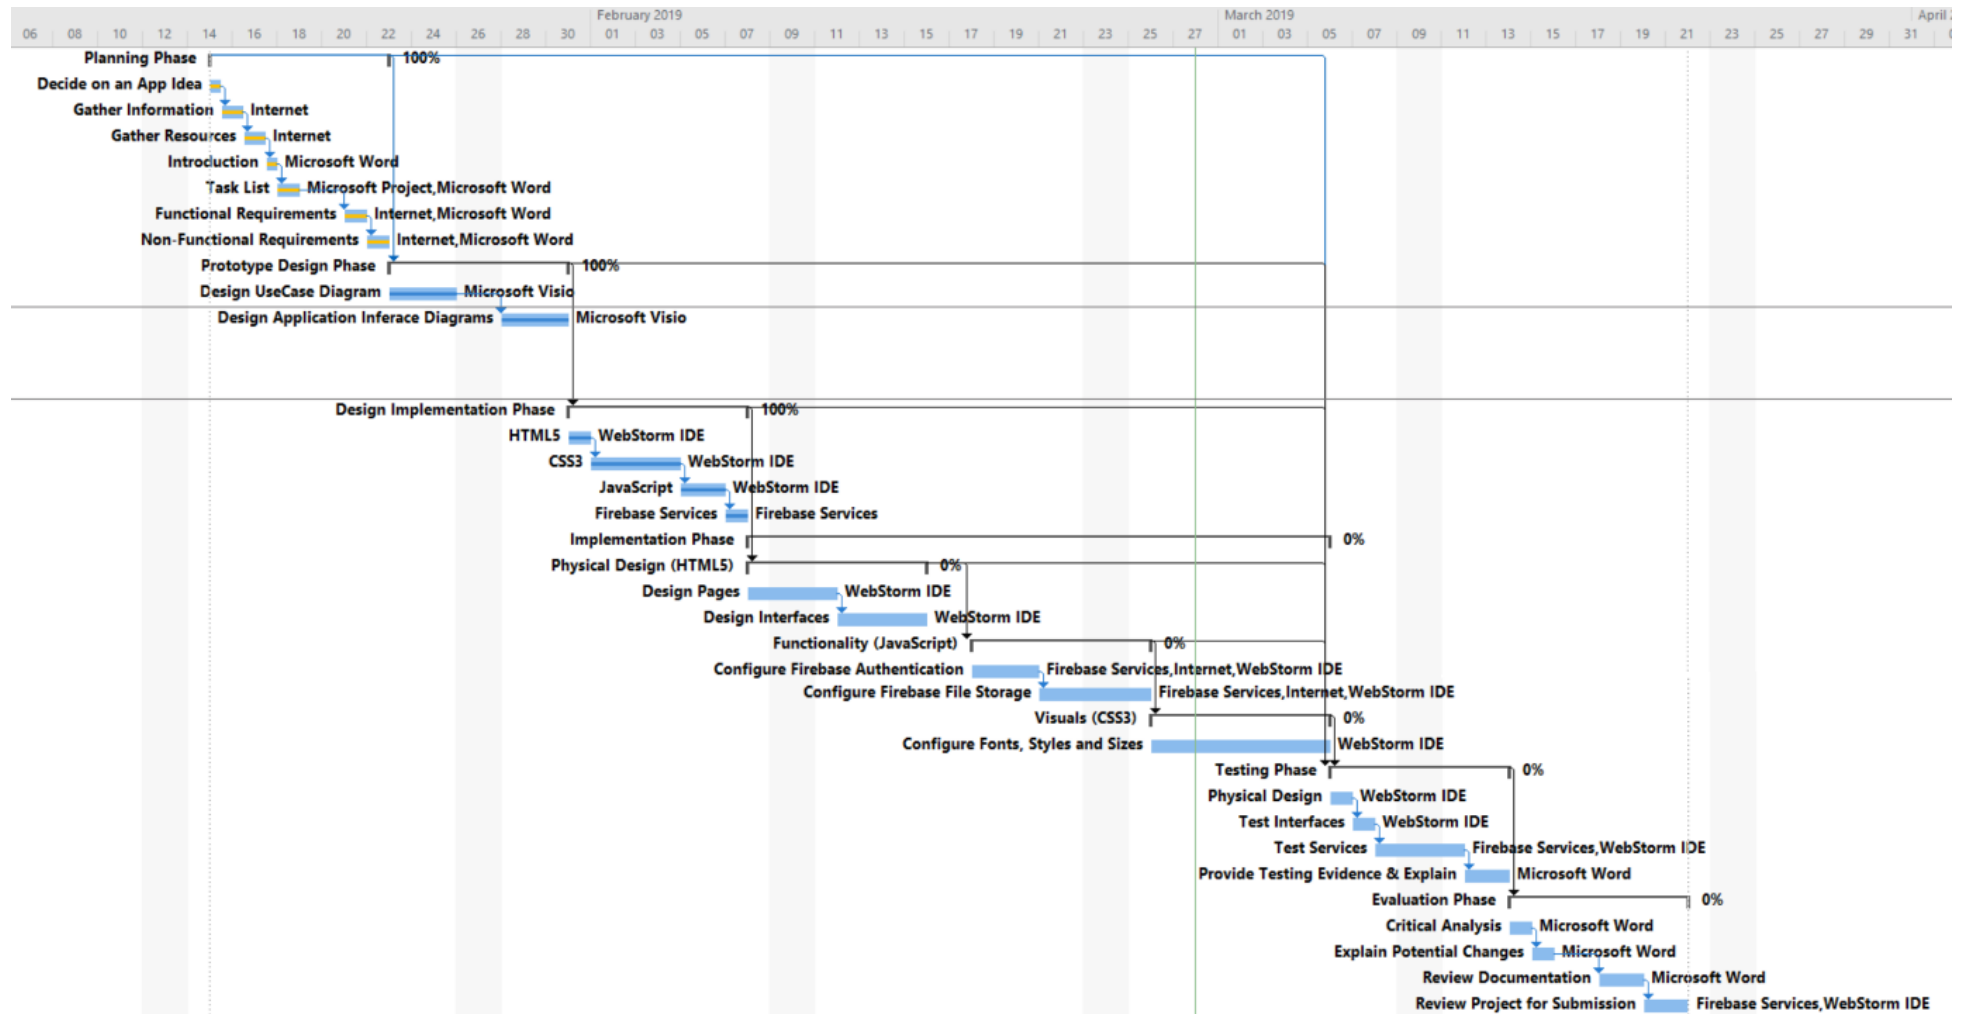 February 2019 March 2019 April
06 08 10 12 14 16 18 20 22 24 26 28 30 01 03 05 07 09 11 13 15 17 19 21 23 25 27 01 03 05 07 09 11 13 15 17 19 21 23 25 27 29 31
Planning Phase 100%
Decide on an App Idea
Gather Information Internet
Gather Resources Internet
Introduction Microsoft Word
Task List Microsoft Project,Microsoft Word
Functional Requirements Internet,Microsoft Word
Non-Functional Requirements Internet,Microsoft Word
Prototype Design Phase 100%
Design UseCase Diagram Microsoft Visio
Design Application Inferace Diagrams Microsoft Visio
Design Implementation Phase 100%
HTML5 WebStorm IDE
CSS3 WebStorm IDE
JavaScript WebStorm IDE
Firebase Services Firebase Services
Implementation Phase 0%
Physical Design (HTML5) 0%
Design Pages WebStorm IDE
Design Interfaces WebStorm IDE
Functionality (JavaScript) 0%
Configure Firebase Authentication Firebase Services,Internet,WebStorm IDE
Configure Firebase File Storage Firebase Services,Internet,WebStorm IDE
Visuals (CSS3) 0%
Configure Fonts, Styles and Sizes WebStorm IDE
Testing Phase 0%
Physical Design WebStorm IDE
Test Interfaces WebStorm IDE
Test Services Firebase Services,WebStorm IDE
Provide Testing Evidence & Explain Microsoft Word
Evaluation Phase 0%
Critical Analysis Microsoft Word
Explain Potential Changes Microsoft Word
Review Documentation Microsoft Word
Review Project for Submission Firebase Services,WebStorm IDE